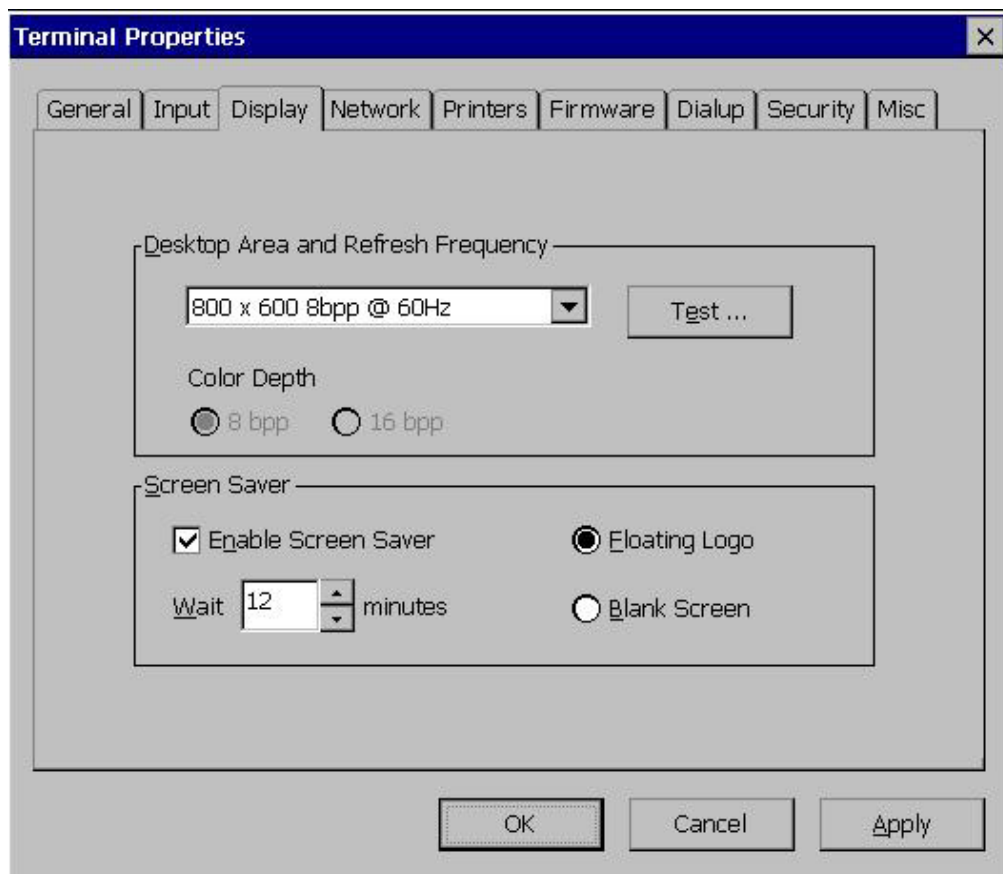 Terminal Properties
General Input Display Network Printers Firmware Dialup Security Misc
Desktop Area and Refresh Frequency
800 x 600 8bpp @ 60Hz Test ...
Color Depth
8 bpp 16 bpp
Screen Saver
Enable Screen Saver Floating Logo
Wait 12 minutes Blank Screen
OK Cancel Apply